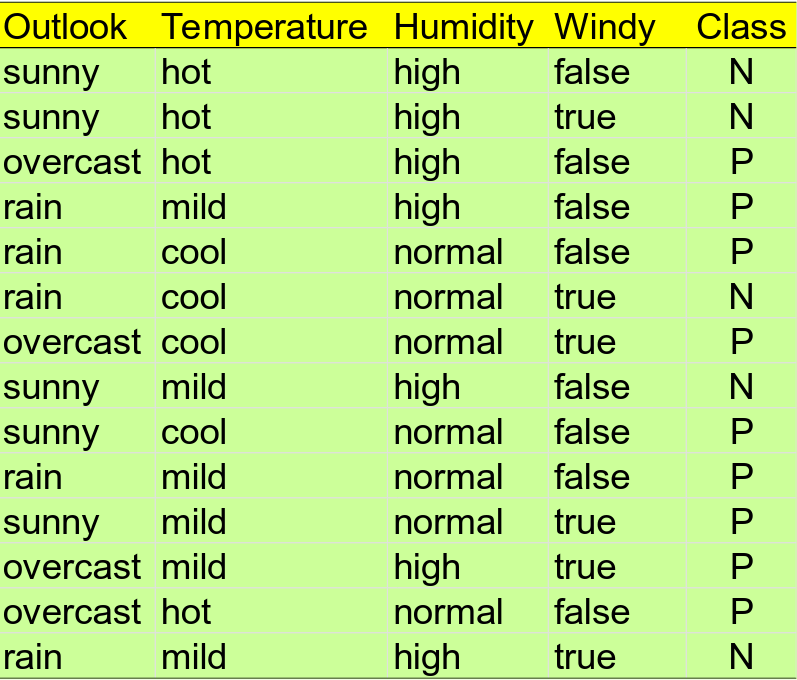 Outlook Temperature Humidity Windy Class
sunny hot high false N
sunny hot high true N
overcast hot high false P
rain mild high false P
rain cool normal false P
rain cool normal true N
overcast cool normal true P
sunny mild high false N
sunny cool normal false P
rain mild normal false P
sunny mild normal true P
overcast mild high true P
overcast hot normal false P
rain mild high true N